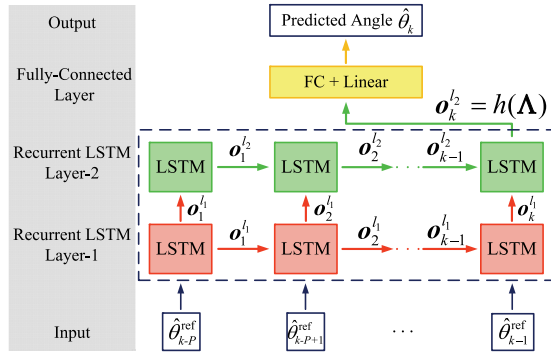 Output
Predicted Angle θ̂_k
Fully-Connected
Layer
FC + Linear
o_k^{l_2} = h(Λ)
Recurrent LSTM
Layer-2
LSTM o_1^{l_2} LSTM o_2^{l_2} · · · o_{k-1}^{l_2} LSTM
o_1^{l_1} o_2^{l_1} o_k^{l_1}
Recurrent LSTM
Layer-1
LSTM o_1^{l_1} LSTM o_2^{l_1} · · · o_{k-1}^{l_1} LSTM
Input
θ̂_{k-P}^{ref} θ̂_{k-P+1}^{ref} · · · θ̂_{k-1}^{ref}